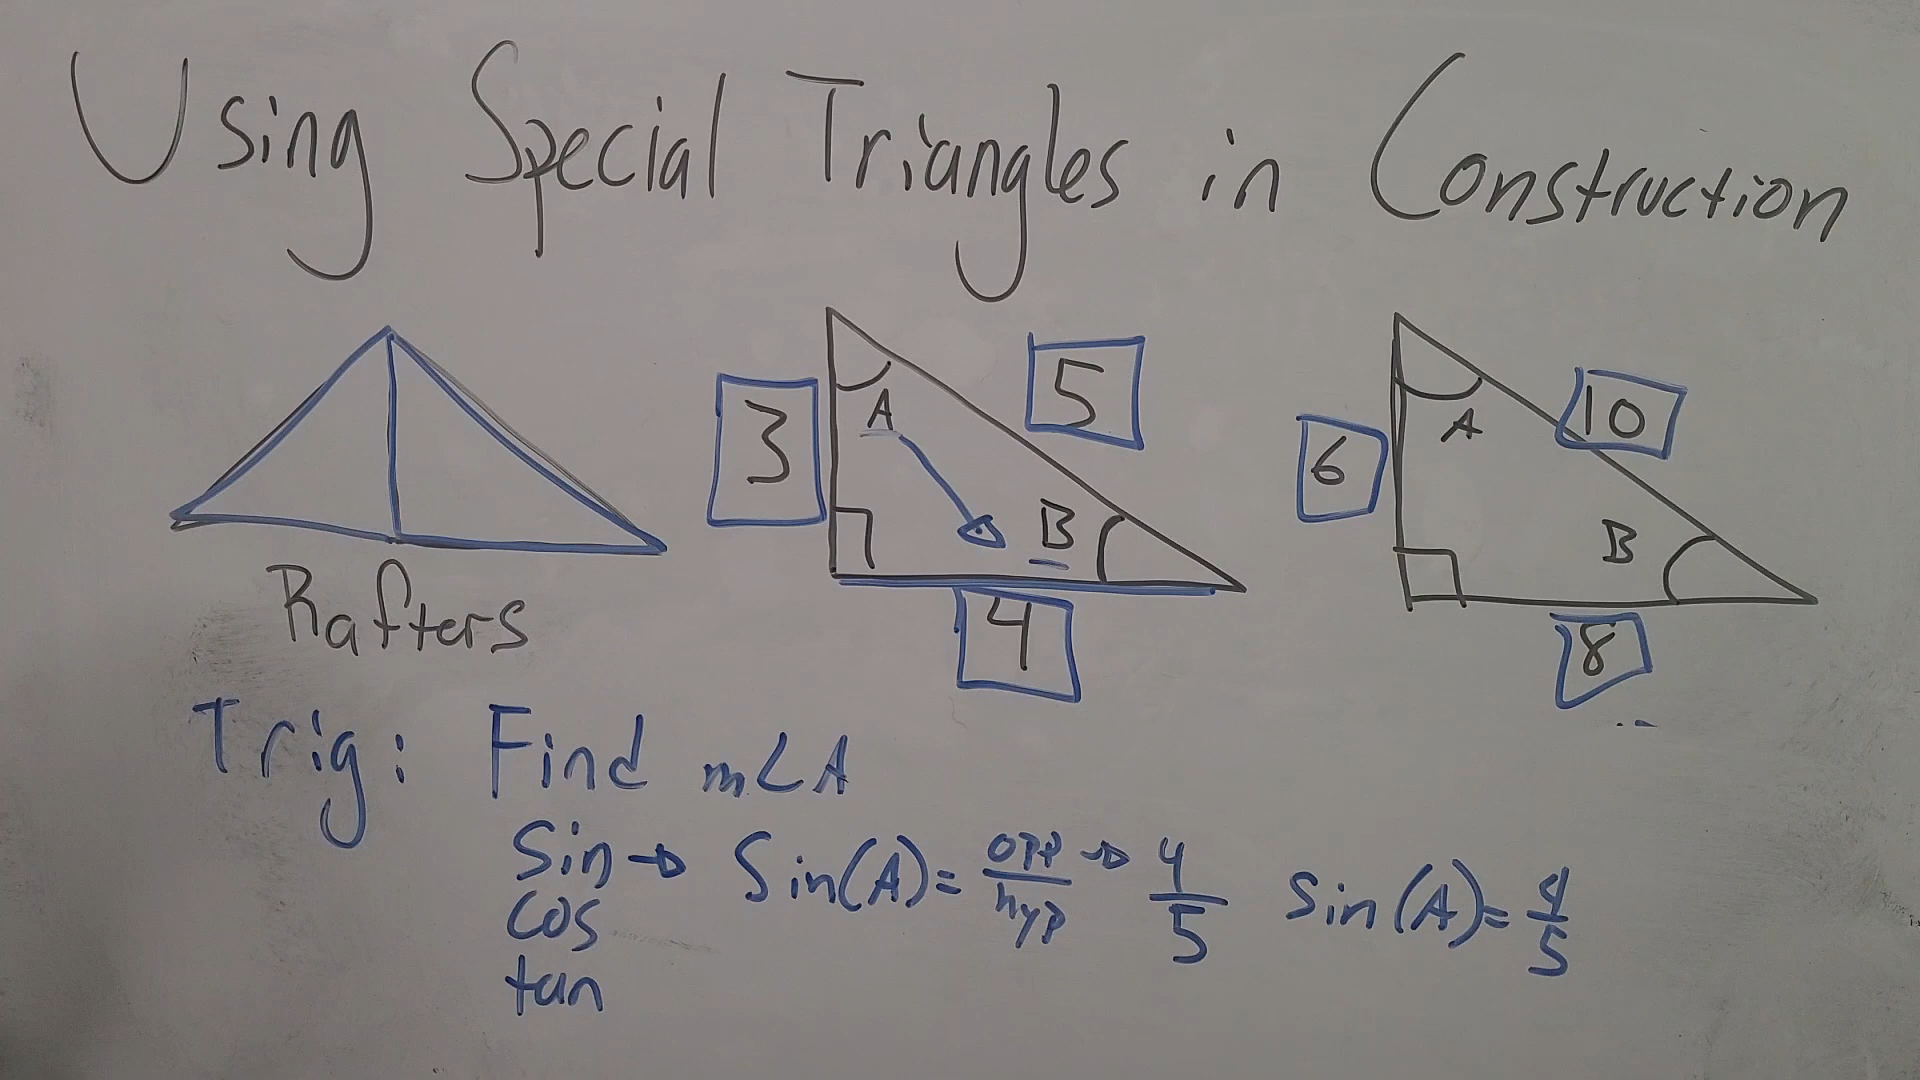 Using Special Triangles in Construction
Rafters
3
A
5
B
4
6
A
10
B
8
Trig: Find m∠A
Sin → Sin(A) = opp/hyp → 4/5 Sin(A) = 4/5
cos
tan